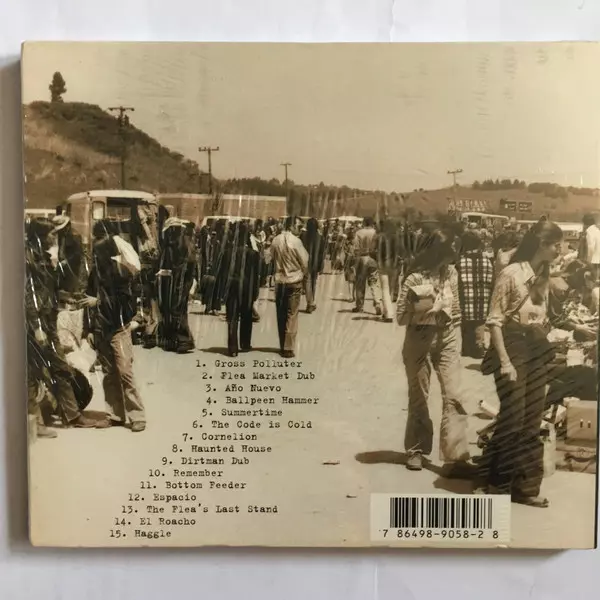 1. Gross Polluter
2. Flea Market Dub
3. Año Nuevo
4. Ballpeen Hammer
5. Summertime
6. The Code is Cold
7. Cornelion
8. Haunted House
9. Dirtman Dub
10. Remember
11. Bottom Feeder
12. Espacio
13. The Flea's Last Stand
14. El Roacho
15. Haggle
7 86498-9058-2 8